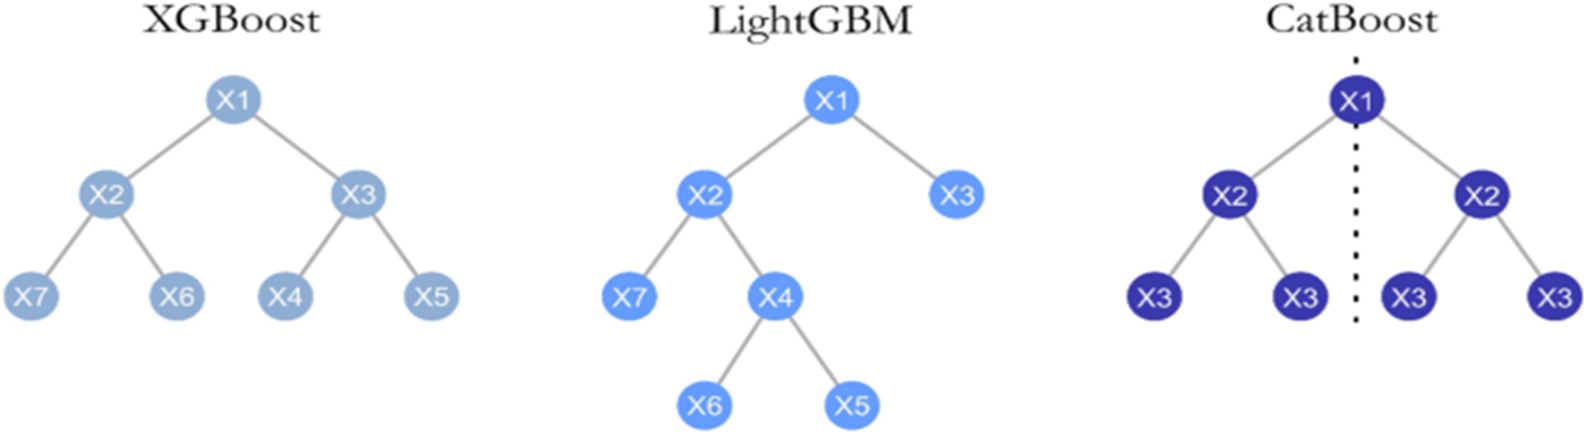 XGBoost LightGBM CatBoost
X1 X1 X1
X2 X3 X2 X3 X2 X2
X7 X6 X4 X5 X7 X4 X3 X3 X3 X3
X6 X5